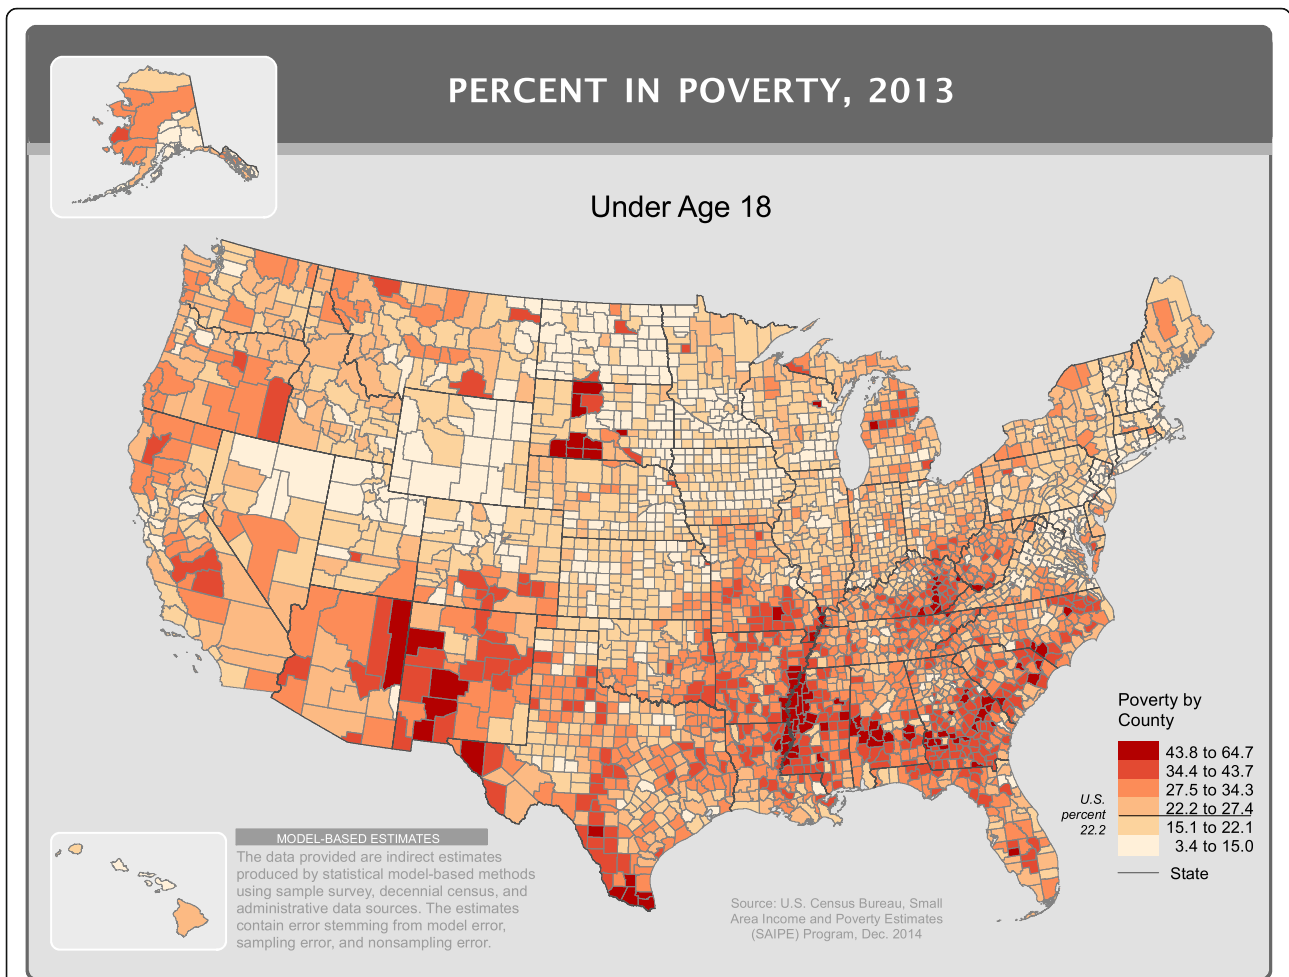 PERCENT IN POVERTY, 2013
Under Age 18
Poverty by
County
43.8 to 64.7
34.4 to 43.7
27.5 to 34.3
22.2 to 27.4
15.1 to 22.1
3.4 to 15.0
U.S.
percent
22.2
State
MODEL-BASED ESTIMATES
The data provided are indirect estimates
produced by statistical model-based methods
using sample survey, decennial census, and
administrative data sources. The estimates
contain error stemming from model error,
sampling error, and nonsampling error.
Source: U.S. Census Bureau, Small
Area Income and Poverty Estimates
(SAIPE) Program, Dec. 2014